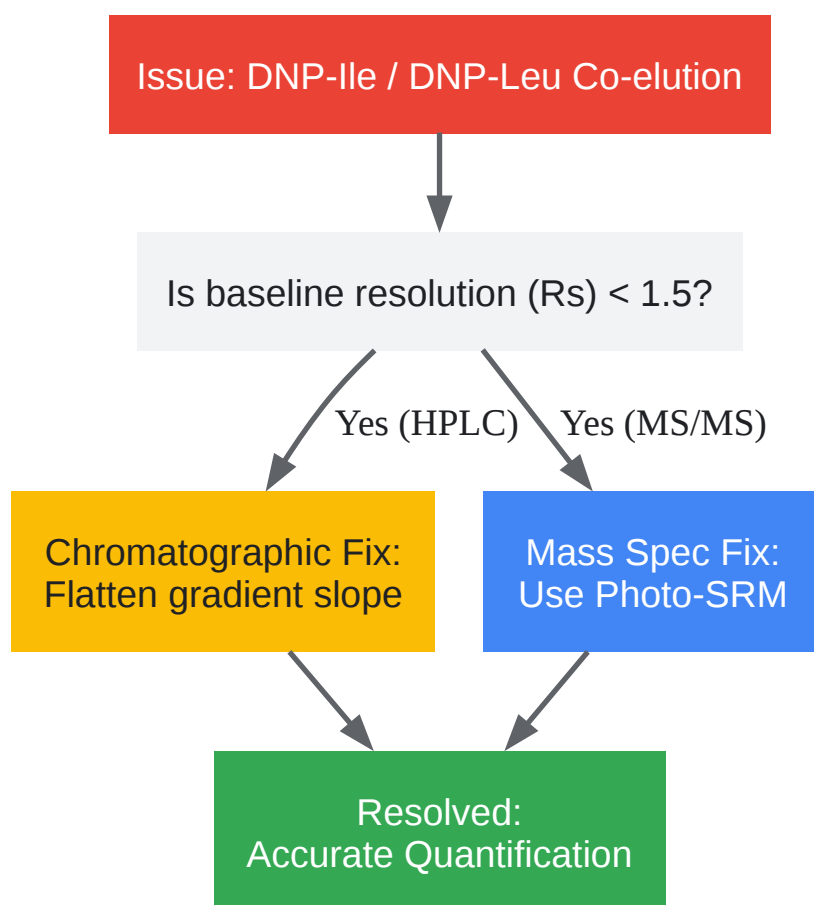 Issue: DNP-Ile / DNP-Leu Co-elution
Is baseline resolution (Rs) < 1.5?
Yes (HPLC)
Yes (MS/MS)
Chromatographic Fix:
Flatten gradient slope
Mass Spec Fix:
Use Photo-SRM
Resolved:
Accurate Quantification